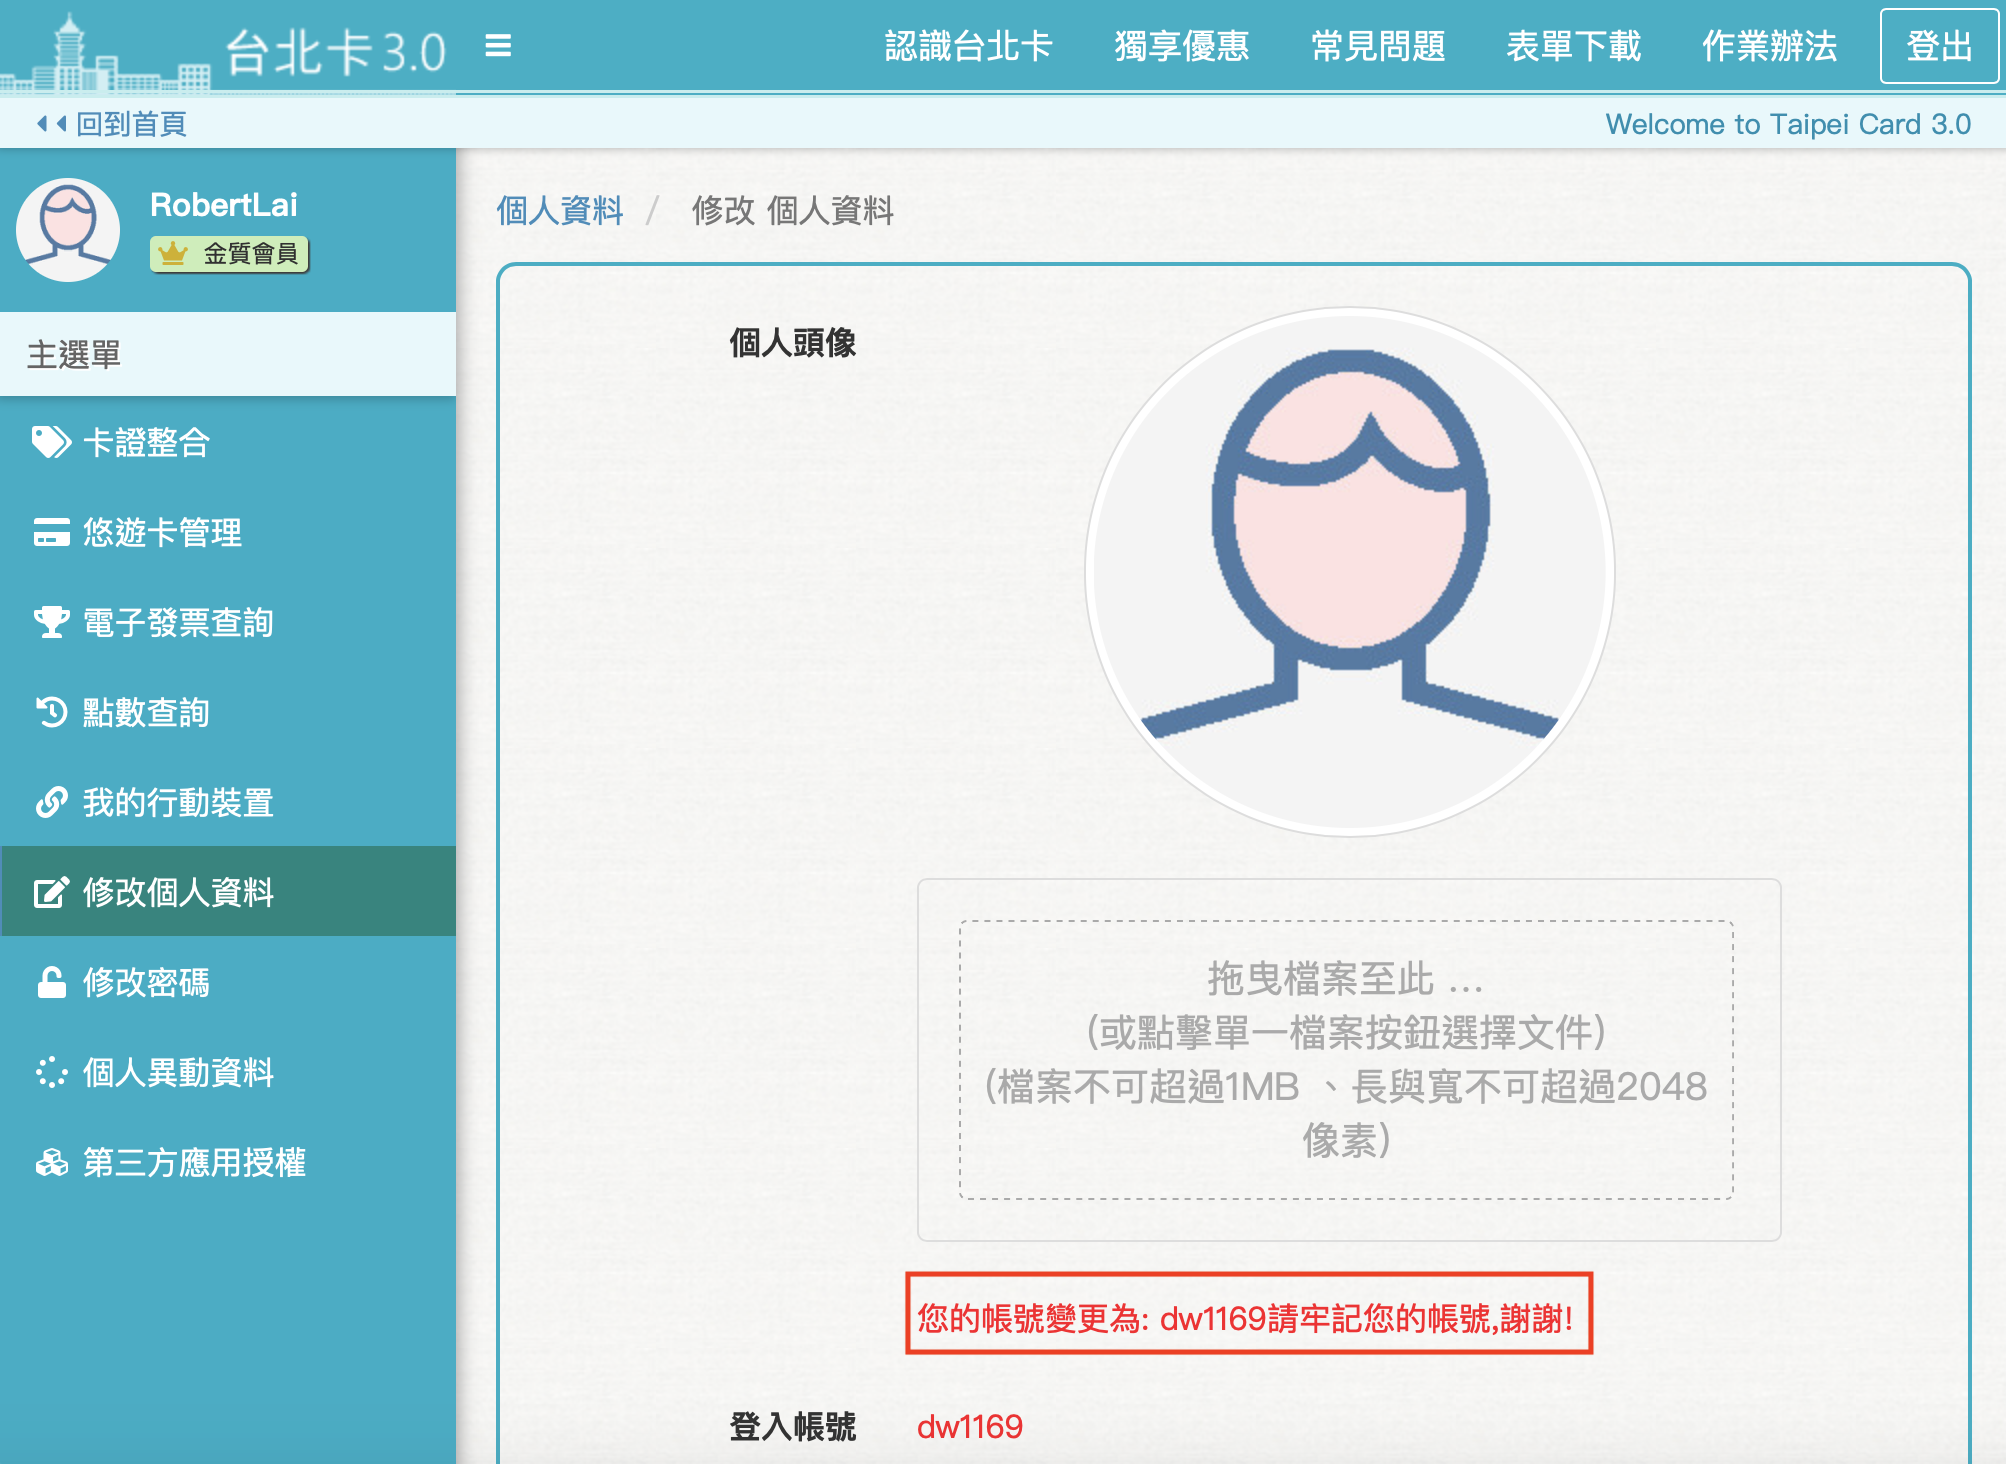 台北卡3.0
認識台北卡 獨享優惠 常見問題 表單下載 作業辦法 登出
回到首頁
Welcome to Taipei Card 3.0
RobertLai
金質會員
主選單
卡證整合
悠遊卡管理
電子發票查詢
點數查詢
我的行動裝置
修改個人資料
修改密碼
個人異動資料
第三方應用授權
個人資料 / 修改 個人資料
個人頭像
拖曳檔案至此 ...
(或點擊單一檔案按鈕選擇文件)
(檔案不可超過1MB 、長與寬不可超過2048
像素)
您的帳號變更為: dw1169請牢記您的帳號,謝謝!
登入帳號 dw1169